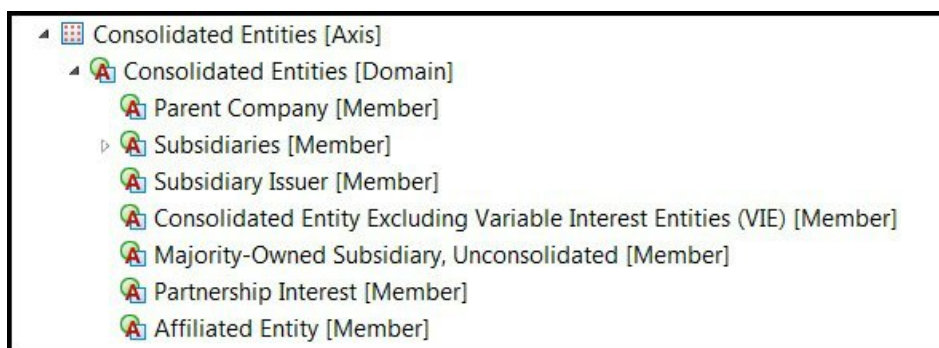 Consolidated Entities [Axis]
Consolidated Entities [Domain]
Parent Company [Member]
Subsidiaries [Member]
Subsidiary Issuer [Member]
Consolidated Entity Excluding Variable Interest Entities (VIE) [Member]
Majority-Owned Subsidiary, Unconsolidated [Member]
Partnership Interest [Member]
Affiliated Entity [Member]